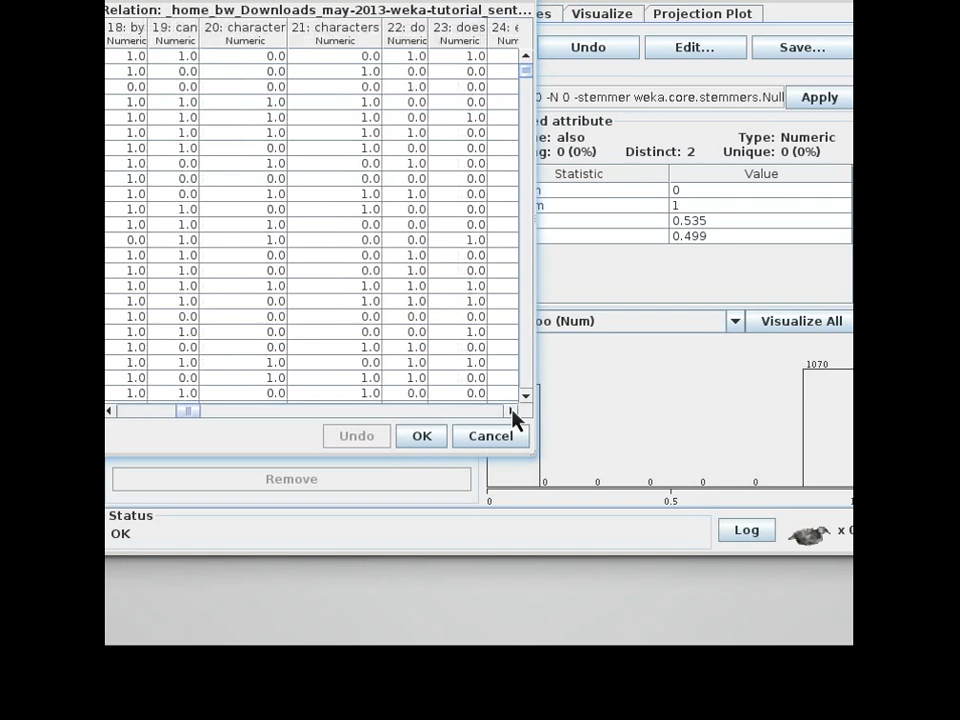 Relation: _home_bw_Downloads_may-2013-weka-tutorial_sent...
18: by 19: can 20: character 21: characters 22: do 23: does 24: e
Numeric Numeric Numeric Numeric Numeric Numeric Num
1.0 1.0 0.0 0.0 1.0 1.0
1.0 0.0 0.0 1.0 0.0 0.0
0.0 0.0 0.0 0.0 1.0 0.0
1.0 1.0 1.0 1.0 0.0 0.0
1.0 1.0 1.0 1.0 0.0 1.0
1.0 1.0 1.0 1.0 1.0 0.0
1.0 1.0 0.0 1.0 0.0 0.0
1.0 0.0 1.0 0.0 1.0 0.0
1.0 0.0 0.0 0.0 0.0 0.0
1.0 0.0 1.0 1.0 1.0 0.0
1.0 1.0 0.0 1.0 0.0 0.0
1.0 1.0 1.0 0.0 0.0 0.0
0.0 1.0 1.0 0.0 0.0 1.0
1.0 1.0 0.0 0.0 1.0 0.0
1.0 1.0 0.0 0.0 1.0 0.0
1.0 1.0 1.0 1.0 1.0 1.0
1.0 1.0 0.0 1.0 0.0 1.0
1.0 0.0 0.0 0.0 0.0 0.0
1.0 1.0 0.0 0.0 0.0 1.0
1.0 0.0 0.0 1.0 1.0 0.0
1.0 1.0 1.0 0.0 1.0 1.0
1.0 0.0 1.0 1.0 1.0 0.0
1.0 1.0 0.0 1.0 0.0 0.0
Undo OK Cancel
Remove
Status
OK
es Visualize Projection Plot
Undo Edit... Save...
0 -N 0 -stemmer weka.core.stemmers.Null Apply
ed attribute
e: also Type: Numeric
g: 0 (0%) Distinct: 2 Unique: 0 (0%)
Statistic Value
n 0
m 1
0.535
0.499
oo (Num) Visualize All
1070
0 0 0 0 0
0 0.5 1
Log x 0